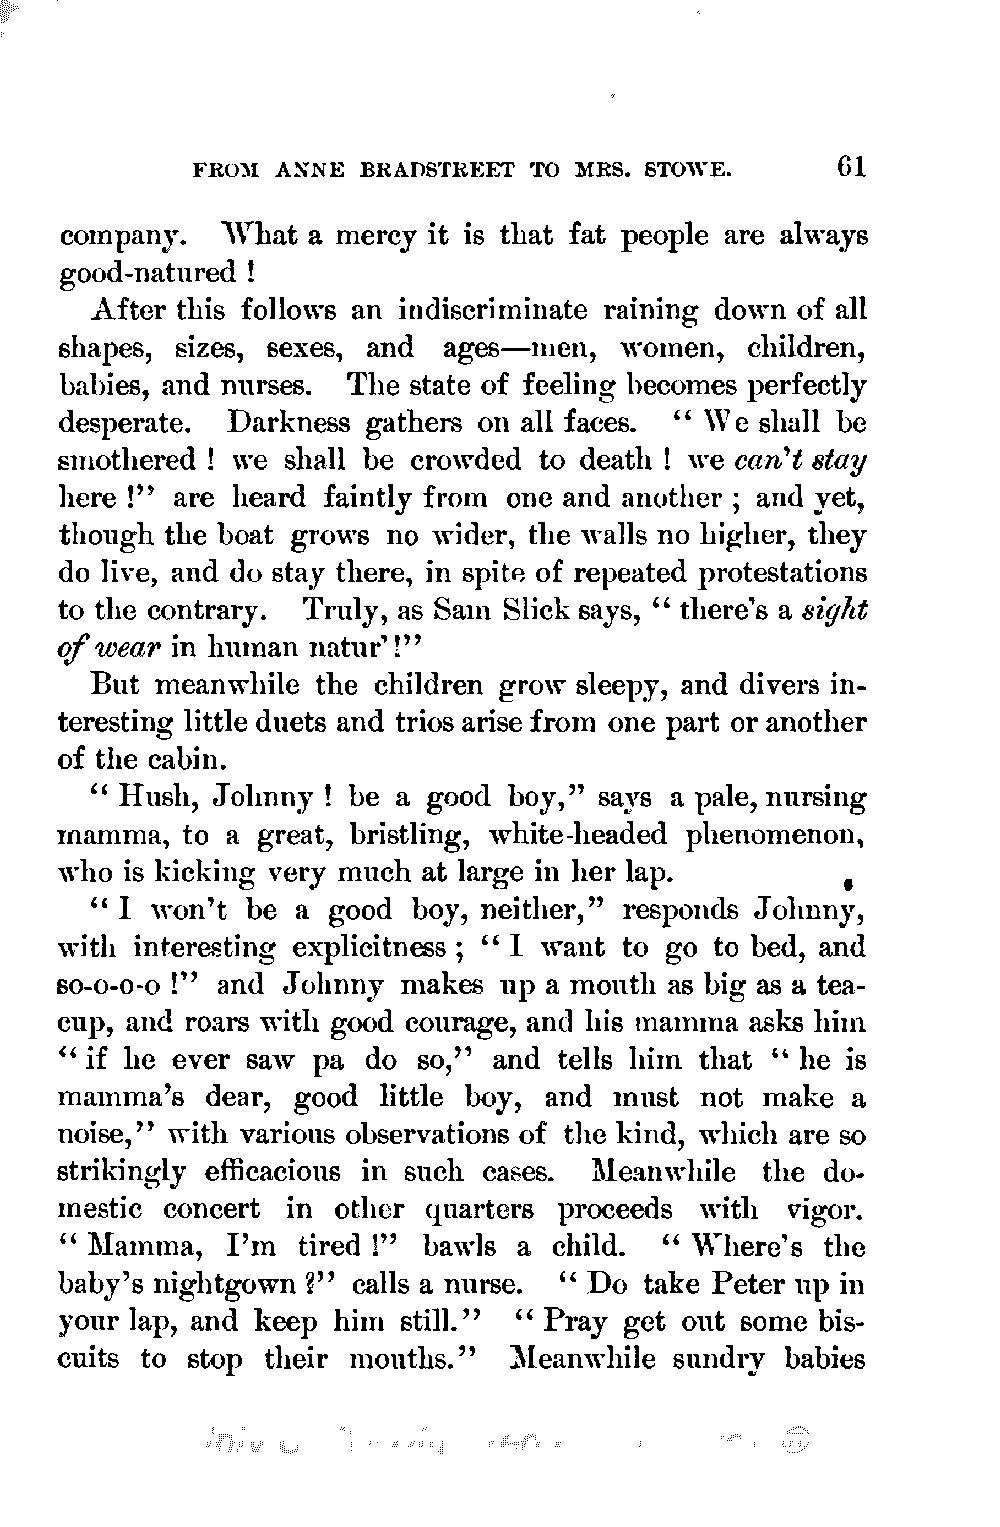 FROM ANNE BRADSTREET TO MRS. STOWE. 61
company. What a mercy it is that fat people are always
good-natured !
After this follows an indiscriminate raining down of all
shapes, sizes, sexes, and ages—men, women, children,
babies, and nurses. The state of feeling becomes perfectly
desperate. Darkness gathers on all faces. “ We shall be
smothered ! we shall be crowded to death ! we can't stay
here !” are heard faintly from one and another ; and yet,
though the boat grows no wider, the walls no higher, they
do live, and do stay there, in spite of repeated protestations
to the contrary. Truly, as Sam Slick says, “ there's a sight
of wear in human natur' !”
But meanwhile the children grow sleepy, and divers in-
teresting little duets and trios arise from one part or another
of the cabin.
“ Hush, Johnny ! be a good boy,” says a pale, nursing
mamma, to a great, bristling, white-headed phenomenon,
who is kicking very much at large in her lap.
“ I won't be a good boy, neither,” responds Johnny,
with interesting explicitness ; “ I want to go to bed, and
so-o-o-o !” and Johnny makes up a mouth as big as a tea-
cup, and roars with good courage, and his mamma asks him
“ if he ever saw pa do so,” and tells him that “ he is
mamma's dear, good little boy, and must not make a
noise,” with various observations of the kind, which are so
strikingly efficacious in such cases. Meanwhile the do-
mestic concert in other quarters proceeds with vigor.
“ Mamma, I'm tired !” bawls a child. “ Where's the
baby's nightgown ?” calls a nurse. “ Do take Peter up in
your lap, and keep him still.” “ Pray get out some bis-
cuits to stop their mouths.” Meanwhile sundry babies